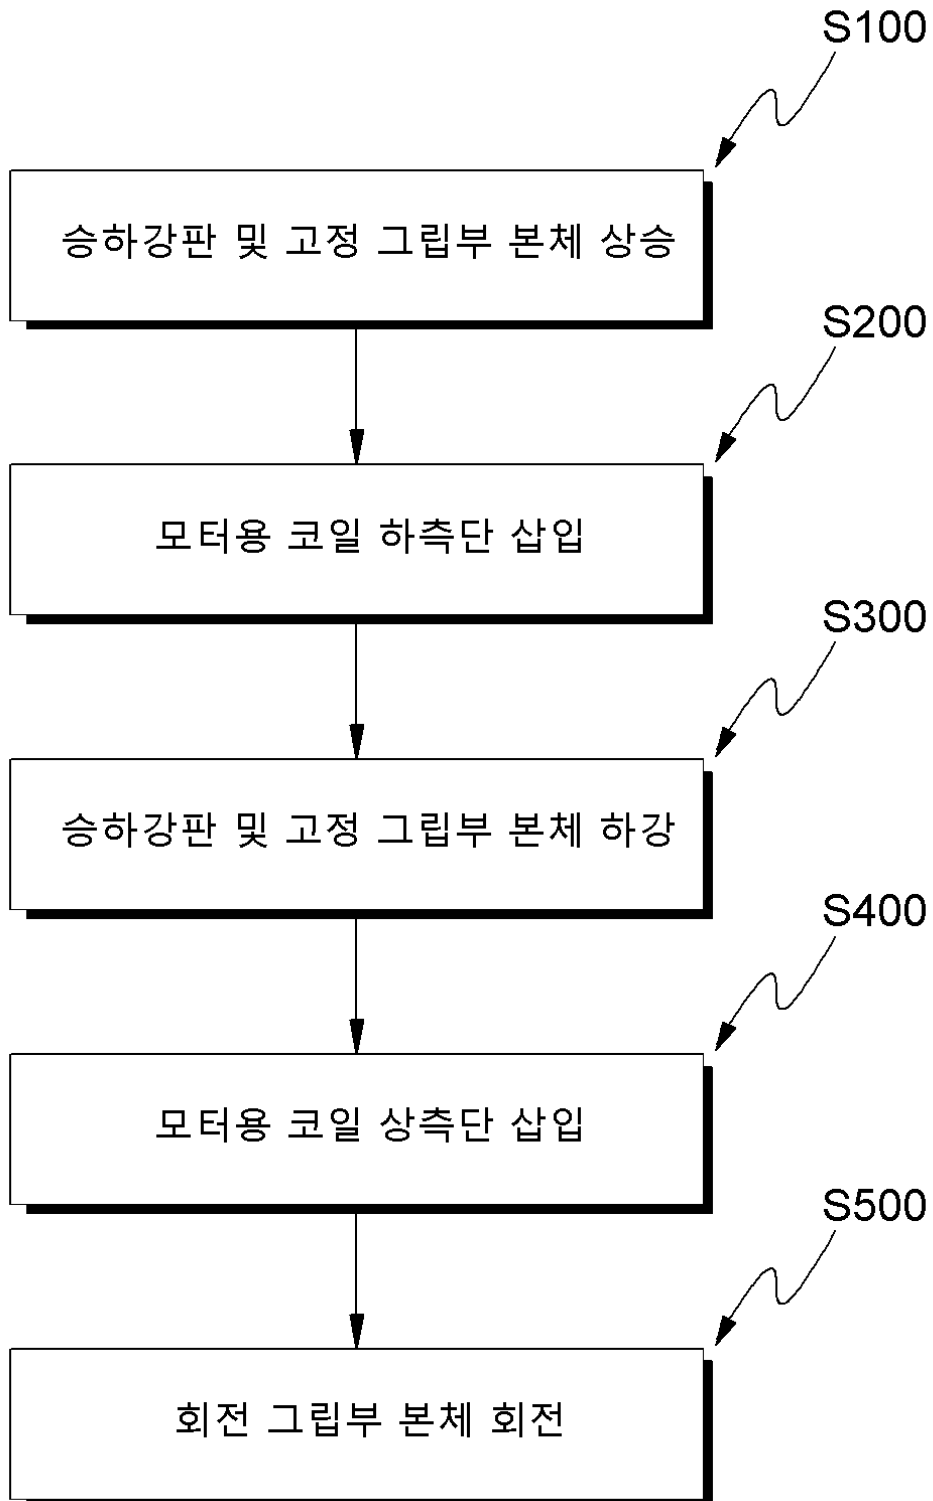 S100
승하강판 및 고정 그립부 본체 상승
S200
모터용 코일 하측단 삽입
S300
승하강판 및 고정 그립부 본체 하강
S400
모터용 코일 상측단 삽입
S500
회전 그립부 본체 회전